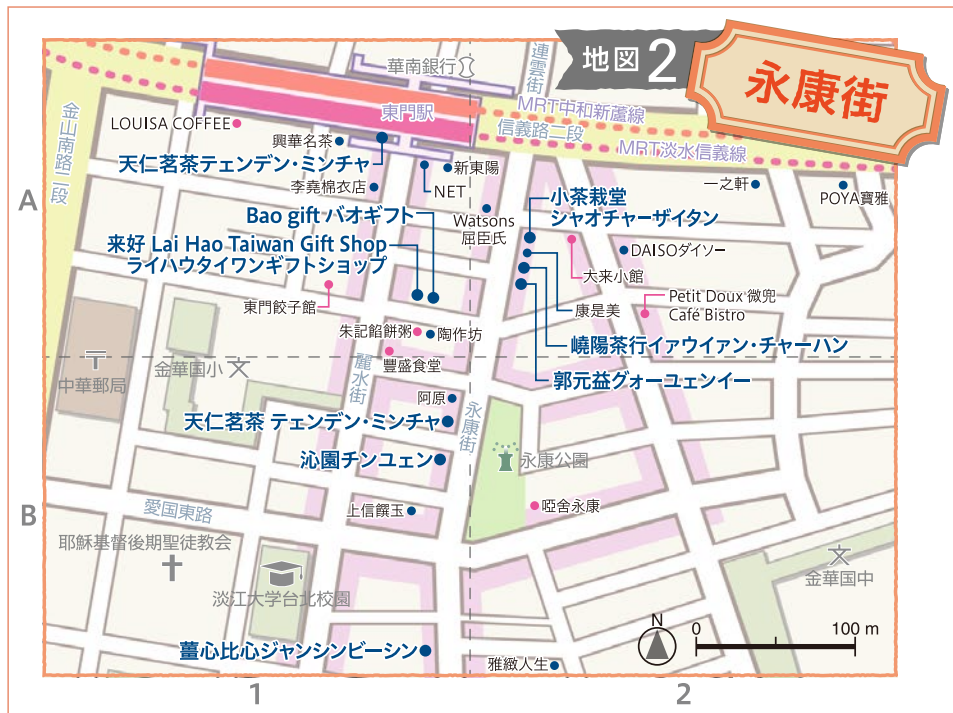 地図 2
永康街
華南銀行
連雲街
MRT中和新蘆線
信義路二段
MRT淡水信義線
東門駅
金山南路二段
LOUISA COFFEE
興華名茶
天仁茗茶テェンデン・ミンチャ
新東陽
李堯棉衣店
NET
一之軒
POYA寶雅
A
Bao gift バオギフト
Watsons
屈臣氏
小茶栽堂
シャオチャーザイタン
来好 Lai Hao Taiwan Gift Shop
ライハウタイワンギフトショップ
DAISOダイソー
大来小館
東門餃子館
康是美
Petit Doux 微兜
Café Bistro
朱記餡餅粥
陶作坊
嶢陽茶行イァウイァン・チャーハン
豐盛食堂
麗水街
郭元益グォーユェンイー
中華郵局
金華国小
阿原
永康街
天仁茗茶 テェンデン・ミンチャ
沁園チンユェン
永康公園
B
愛国東路
上信饌玉
啞舍永康
耶穌基督後期聖徒教会
淡江大学台北校園
金華国中
薑心比心ジャンシンビーシン
雅緻人生
N
0
100 m
1
2